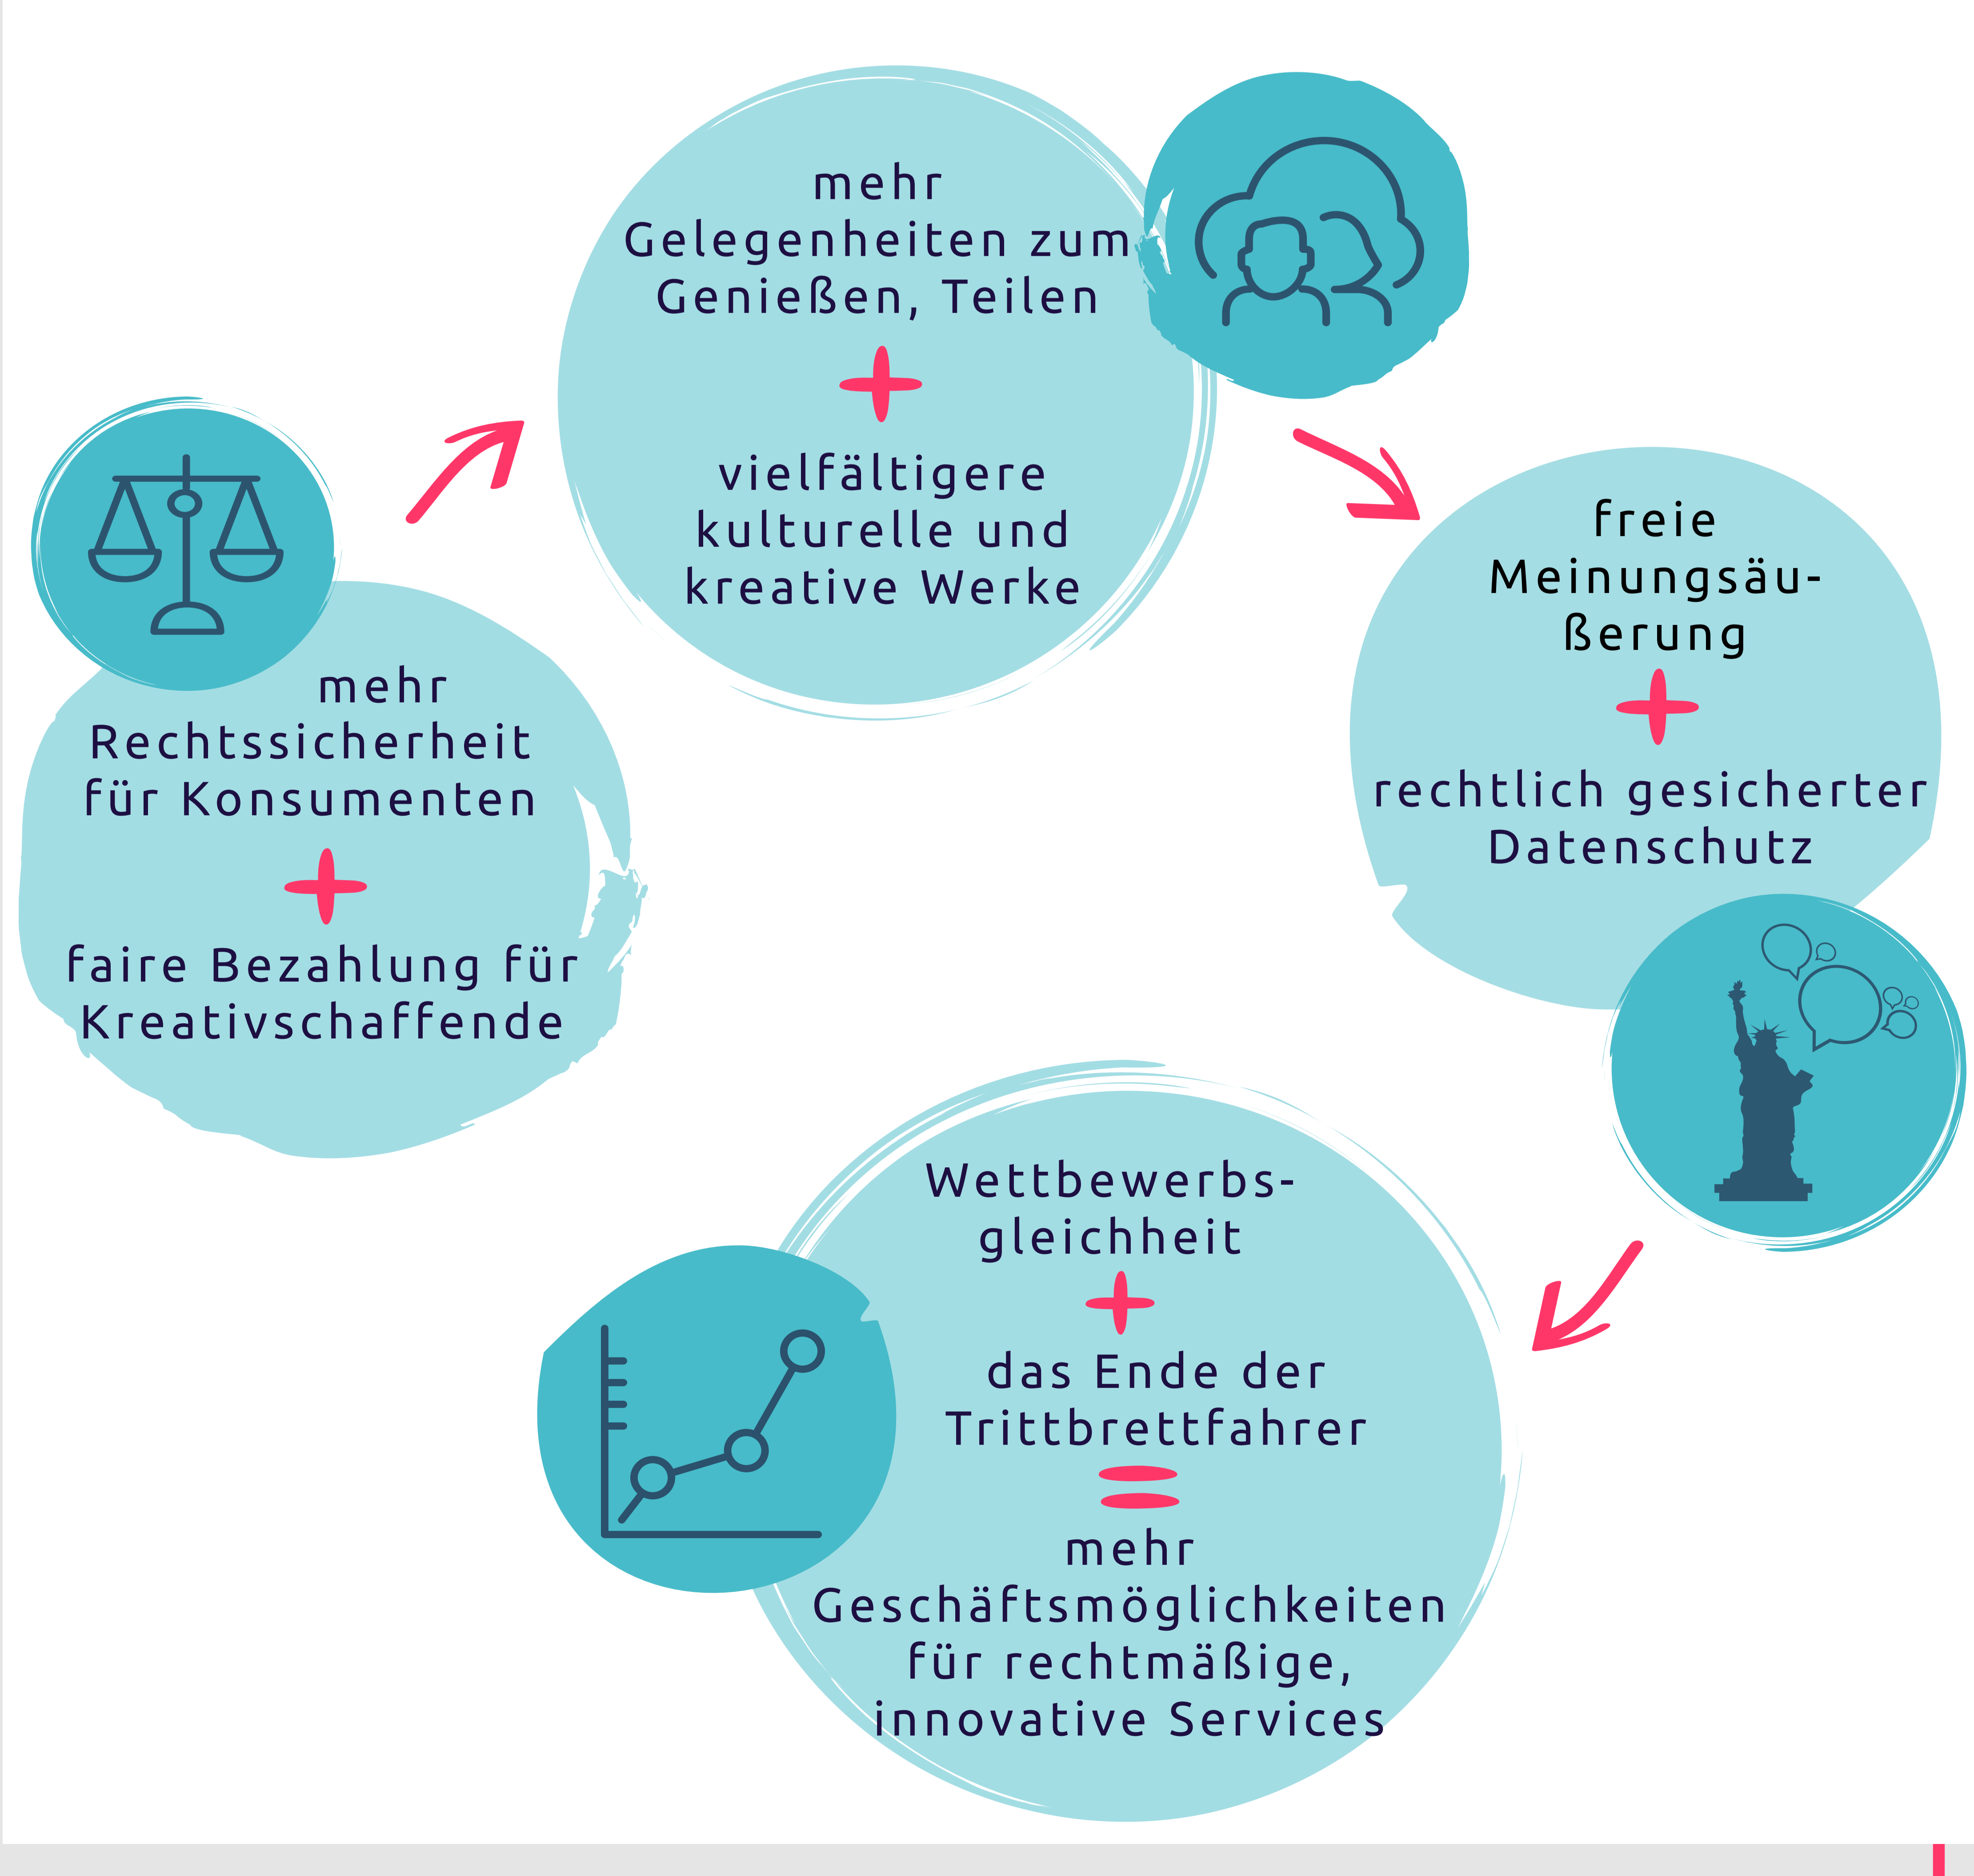 mehr
Rechtssicherheit
für Konsumenten
+
faire Bezahlung für
Kreativschaffende
mehr
Gelegenheiten zum
Genießen, Teilen
+
vielfältigere
kulturelle und
kreative Werke
freie
Meinungsäu-
ßerung
+
rechtlich gesicherter
Datenschutz
Wettbewerbs-
gleichheit
+
das Ende der
Trittbrettfahrer
=
mehr
Geschäftsmöglichkeiten
für rechtmäßige,
innovative Services